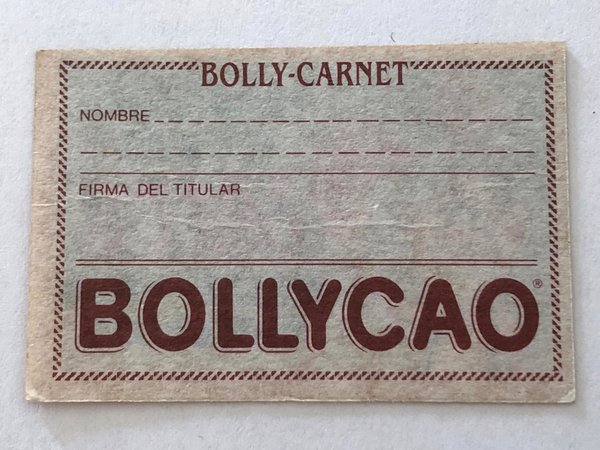 BOLLY-CARNET
NOMBRE
FIRMA DEL TITULAR
BOLLYCAO®